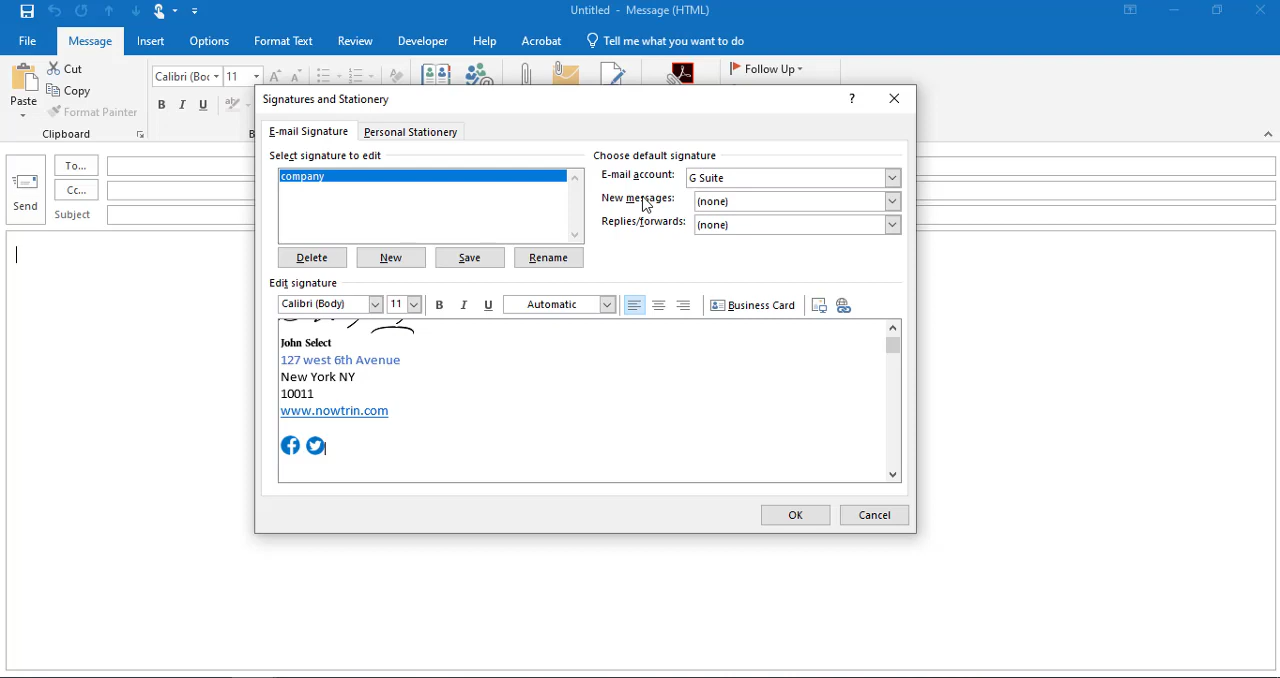 Untitled - Message (HTML)
File Message Insert Options Format Text Review Developer Help Acrobat Tell me what you want to do
Paste
Cut
Copy
Format Painter
Clipboard
Calibri (Boc 11
B I U
Follow Up
Send
To...
Cc...
Subject
Signatures and Stationery
?
E-mail Signature Personal Stationery
Select signature to edit
company
Delete New Save Rename
Choose default signature
E-mail account: G Suite
New messages: (none)
Replies/forwards: (none)
Edit signature
Calibri (Body) 11 B I U Automatic Business Card
John Select
127 west 6th Avenue
New York NY
10011
www.nowtrin.com
OK Cancel